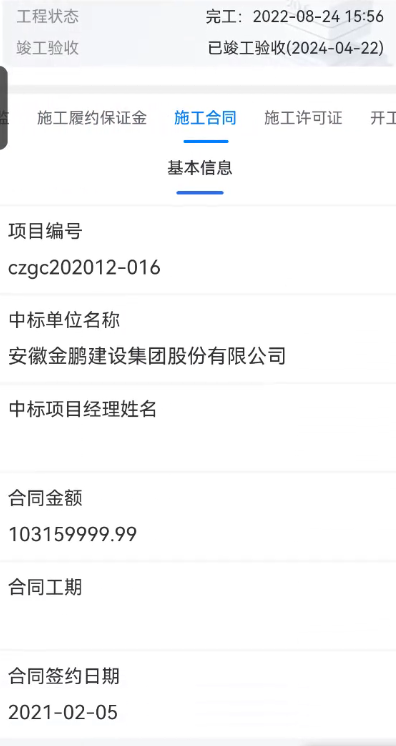 工程状态 完工：2022-08-24 15:56
竣工验收 已竣工验收(2024-04-22)
施工履约保证金 施工合同 施工许可证 开工
基本信息
项目编号
czgc202012-016
中标单位名称
安徽金鹏建设集团股份有限公司
中标项目经理姓名
合同金额
103159999.99
合同工期
合同签约日期
2021-02-05